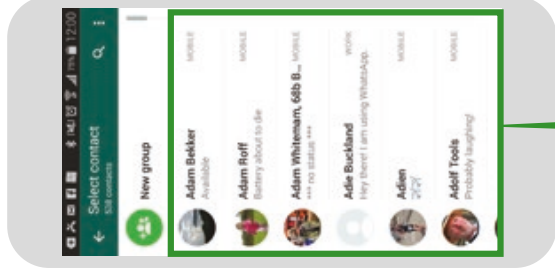 79% 12:00
Select contact
538 contacts
New group
Adam Bekker
Available
MOBILE
Adam Roff
Battery about to die
MOBILE
Adam Whitemam, 68b B...
*** no status ***
MOBILE
Adie Buckland
Hey there! I am using WhatsApp.
WORK
Adien
MOBILE
Adolf Tools
Probably laughing!
MOBILE